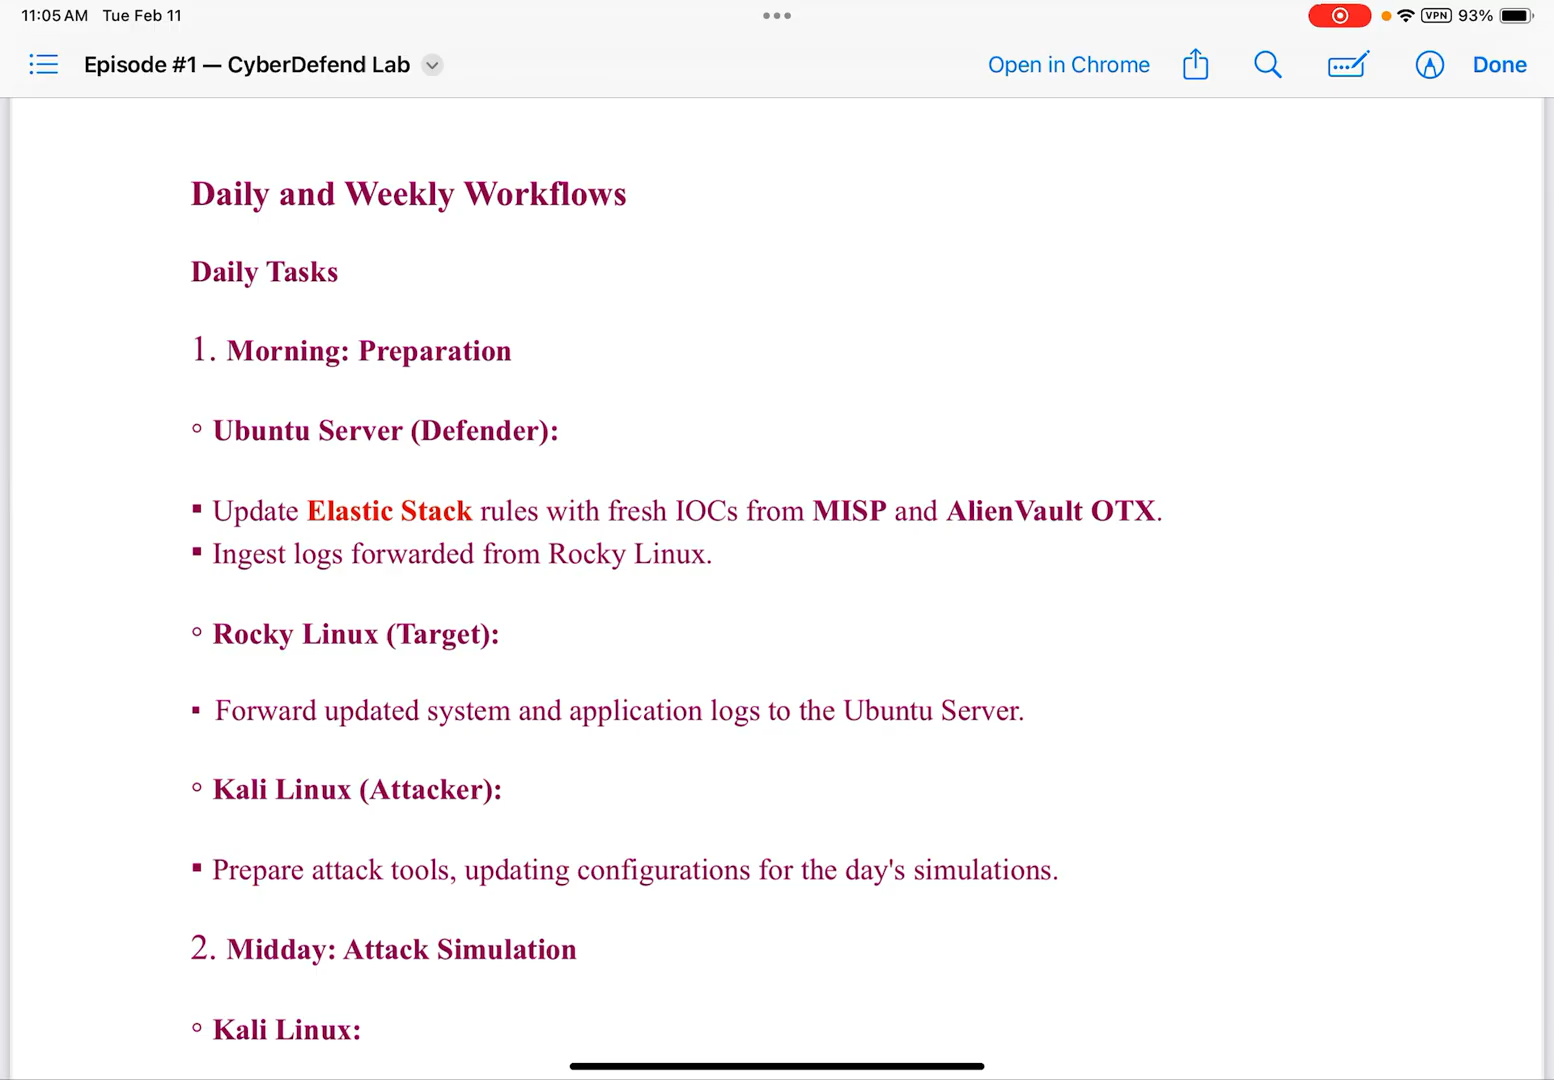 11:05 AM Tue Feb 11
VPN 93%
Episode #1 — CyberDefend Lab
Open in Chrome
Done
Daily and Weekly Workflows
Daily Tasks
1. Morning: Preparation
◦ Ubuntu Server (Defender):
▪ Update Elastic Stack rules with fresh IOCs from MISP and AlienVault OTX.
▪ Ingest logs forwarded from Rocky Linux.
◦ Rocky Linux (Target):
▪ Forward updated system and application logs to the Ubuntu Server.
◦ Kali Linux (Attacker):
▪ Prepare attack tools, updating configurations for the day's simulations.
2. Midday: Attack Simulation
◦ Kali Linux: